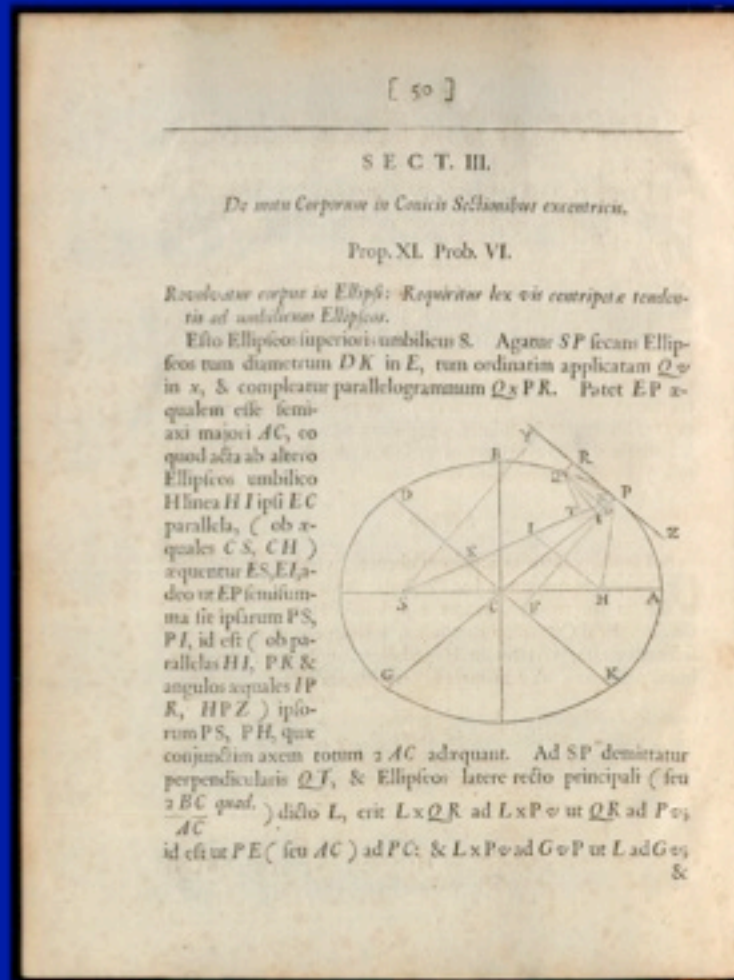 [ 50 ]
S E C T. III.
De motu Corporum in Conicis Sectionibus excentricis.
Prop. XI. Prob. VI.
Revolvatur corpus in Ellipsi: Requiritur lex vis centripetæ tenden-
tis ad umbilicum Ellipseos.
Esto Ellipseos superioris umbilicus S. Agatur SP secans Ellip-
seos tum diametrum DK in E, tum ordinatim applicatam Qv
in x, & compleatur parallelogrammum QxPR. Patet EP æ-
qualem esse semi-
axi majori AC, eo
quod acta ab altero
Ellipseos umbilico
H linea HI ipsi EC
parallela, ( ob æ-
quales CS, CH )
æquentur ES, EI, a-
deo ut EP semisum-
ma sit ipsarum PS,
PI, id est ( ob pa-
rallelas HI, PR &
angulos æquales IP
R, HPZ ) ipso-
rum PS, PH, quæ
conjunctim axem totum 2 AC adæquant. Ad SP demittatur
perpendicularis QT, & Ellipseos latere recto principali ( seu
2 BC quad.
AC
) dicto L, erit L x QR ad L x Pv ut QR ad Pv;
id est ut PE ( seu AC ) ad PC: & L x Pv ad GvP ut L ad Gv;
&
Y
B
R
Q
D
P
T
I
Z
E
S
C
F
H
A
G
K